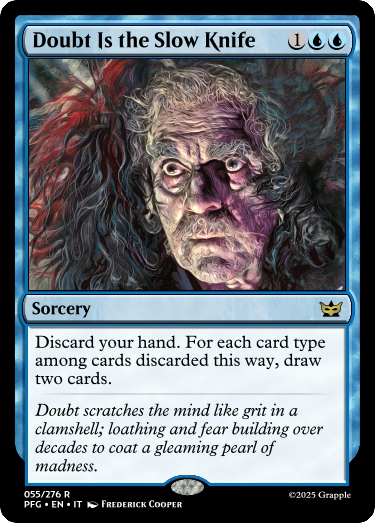 Doubt Is the Slow Knife 1
Sorcery
Discard your hand. For each card type
among cards discarded this way, draw
two cards.
Doubt scratches the mind like grit in a
clamshell; loathing and fear building over
decades to coat a gleaming pearl of
madness.
055/276 R
PFG • EN • IT Frederick Cooper
©2025 Grapple